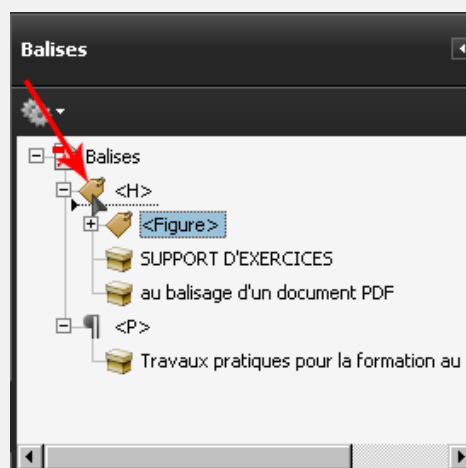 Balises
Balises
<H>
<Figure>
SUPPORT D'EXERCICES
au balisage d'un document PDF
<P>
Travaux pratiques pour la formation au